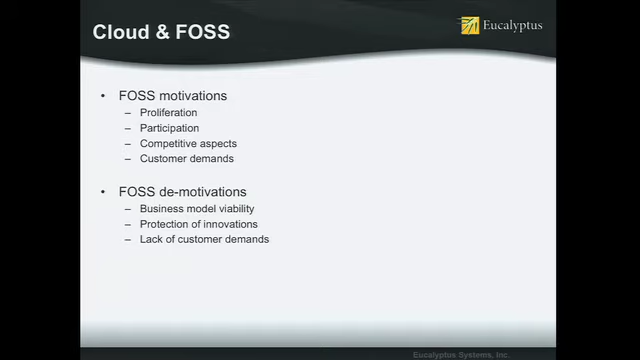 Cloud & FOSS
Eucalyptus
• FOSS motivations
– Proliferation
– Participation
– Competitive aspects
– Customer demands
• FOSS de-motivations
– Business model viability
– Protection of innovations
– Lack of customer demands
Eucalyptus Systems, Inc.